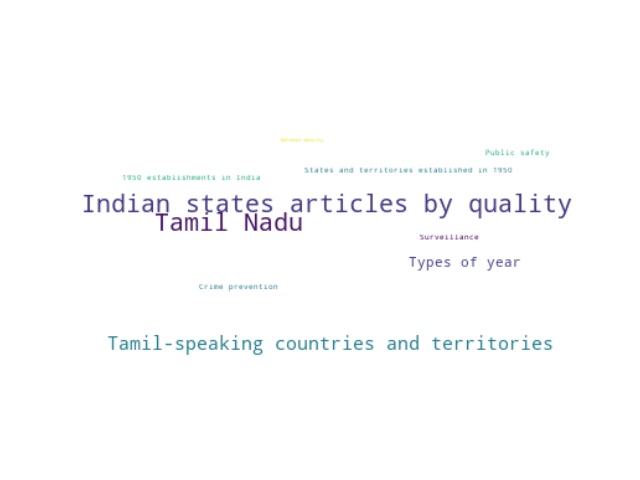 Public safety
States and territories established in 1950
1950 establishments in India
Indian states articles by quality
Tamil Nadu
Surveillance
Types of year
Crime prevention
Tamil-speaking countries and territories